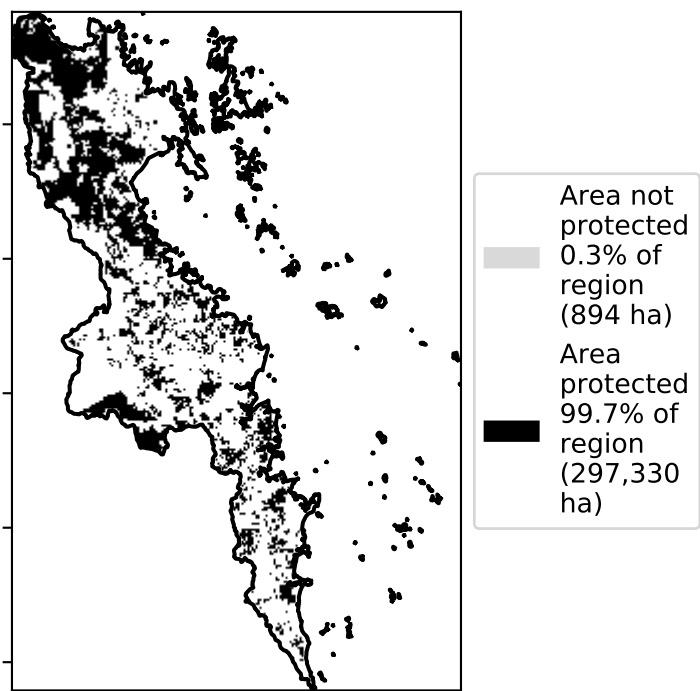 Area not
protected
0.3% of
region
(894 ha)
Area
protected
99.7% of
region
(297,330
ha)